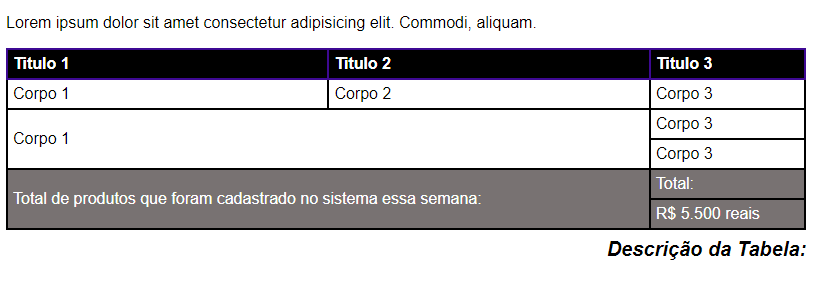 Lorem ipsum dolor sit amet consectetur adipisicing elit. Commodi, aliquam.
Titulo 1 Titulo 2 Titulo 3
Corpo 1 Corpo 2 Corpo 3
Corpo 1 Corpo 3
Corpo 3
Total de produtos que foram cadastrado no sistema essa semana: Total:
R$ 5.500 reais
Descrição da Tabela: